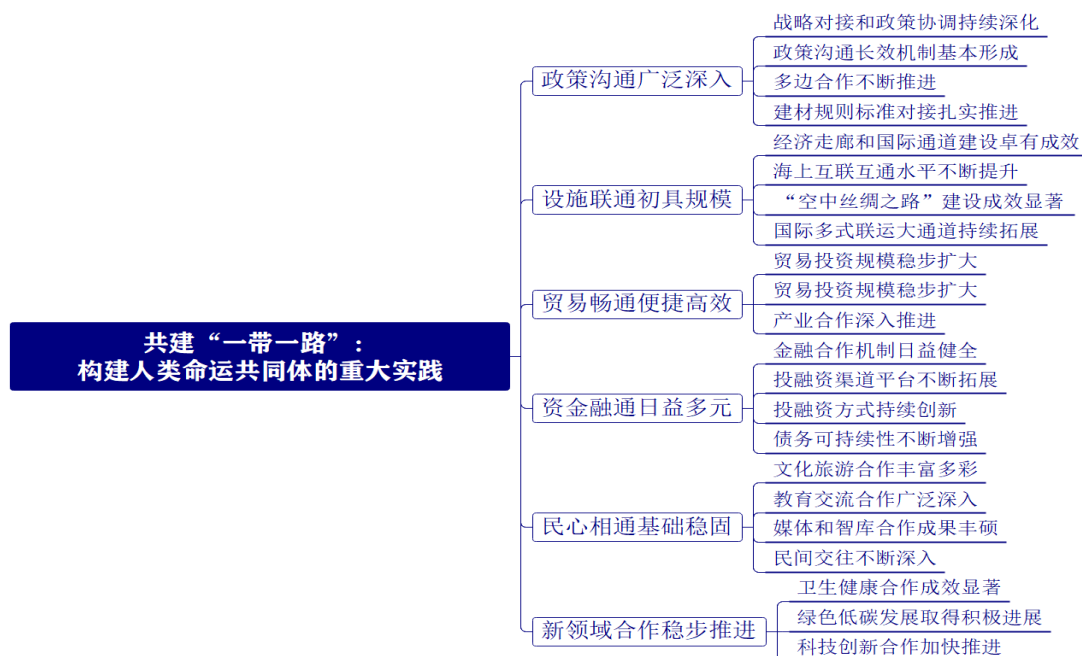 共建“一带一路”：
构建人类命运共同体的重大实践
政策沟通广泛深入
战略对接和政策协调持续深化
政策沟通长效机制基本形成
多边合作不断推进
建材规则标准对接扎实推进
设施联通初具规模
经济走廊和国际通道建设卓有成效
海上互联互通水平不断提升
“空中丝绸之路”建设成效显著
国际多式联运大通道持续拓展
贸易畅通便捷高效
贸易投资规模稳步扩大
贸易投资规模稳步扩大
产业合作深入推进
资金融通日益多元
金融合作机制日益健全
投融资渠道平台不断拓展
投融资方式持续创新
债务可持续性不断增强
民心相通基础稳固
文化旅游合作丰富多彩
教育交流合作广泛深入
媒体和智库合作成果丰硕
民间交往不断深入
新领域合作稳步推进
卫生健康合作成效显著
绿色低碳发展取得积极进展
科技创新合作加快推进